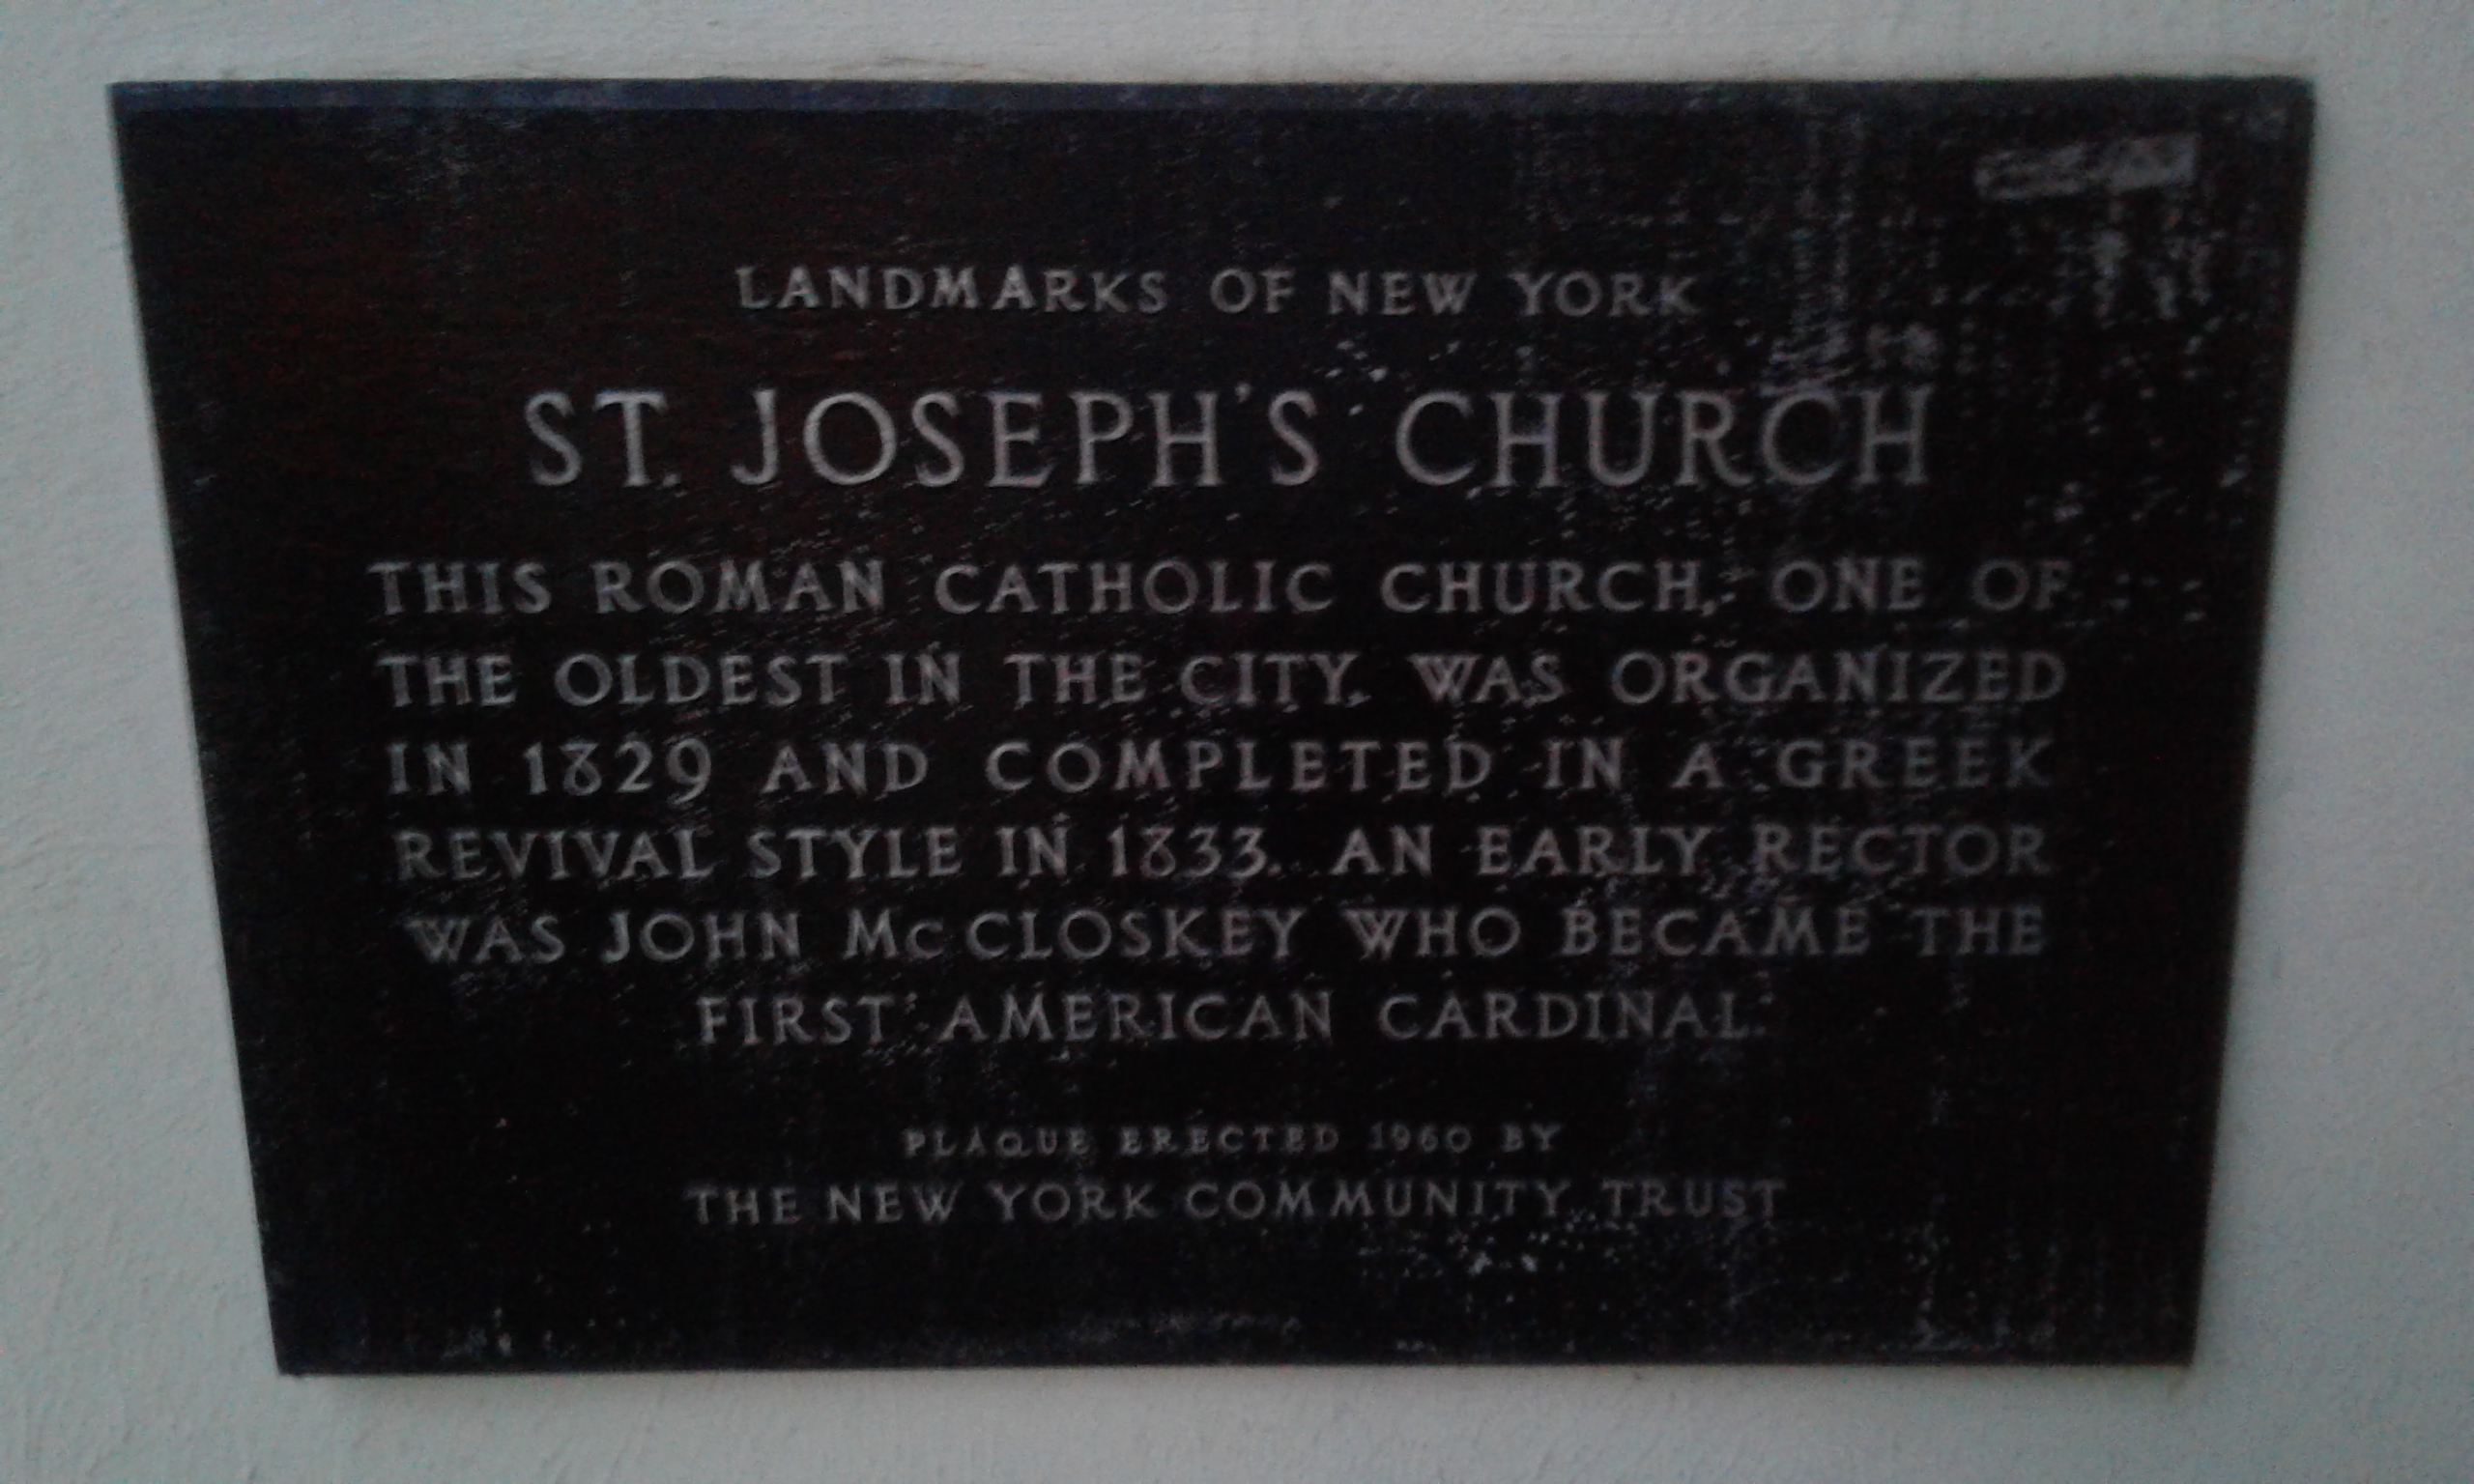 LANDMARKS OF NEW YORK
ST. JOSEPH'S CHURCH
THIS ROMAN CATHOLIC CHURCH, ONE OF
THE OLDEST IN THE CITY, WAS ORGANIZED
IN 1829 AND COMPLETED IN A GREEK
REVIVAL STYLE IN 1833. AN EARLY RECTOR
WAS JOHN McCLOSKEY WHO BECAME THE
FIRST AMERICAN CARDINAL.
PLAQUE ERECTED 1960 BY
THE NEW YORK COMMUNITY TRUST